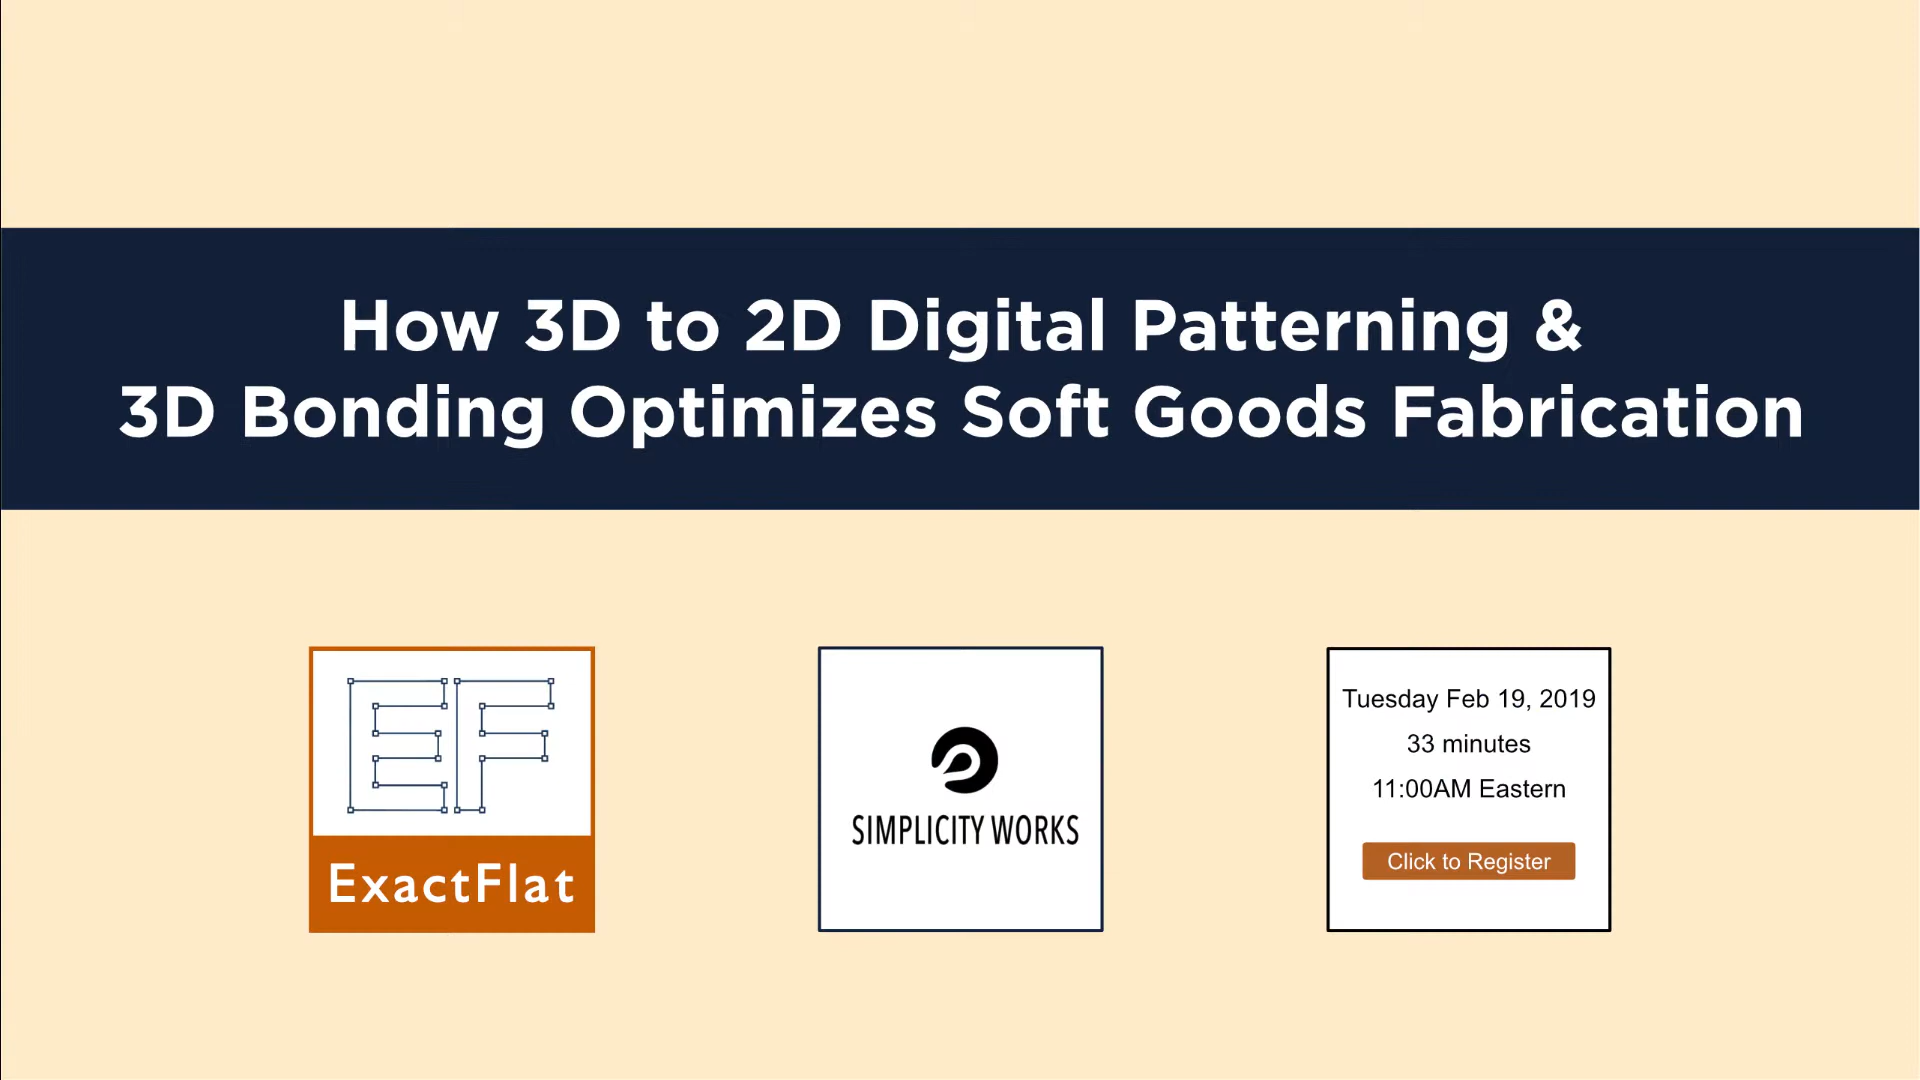 How 3D to 2D Digital Patterning &
3D Bonding Optimizes Soft Goods Fabrication
EF
ExactFlat
SIMPLICITY WORKS
Tuesday Feb 19, 2019
33 minutes
11:00AM Eastern
Click to Register